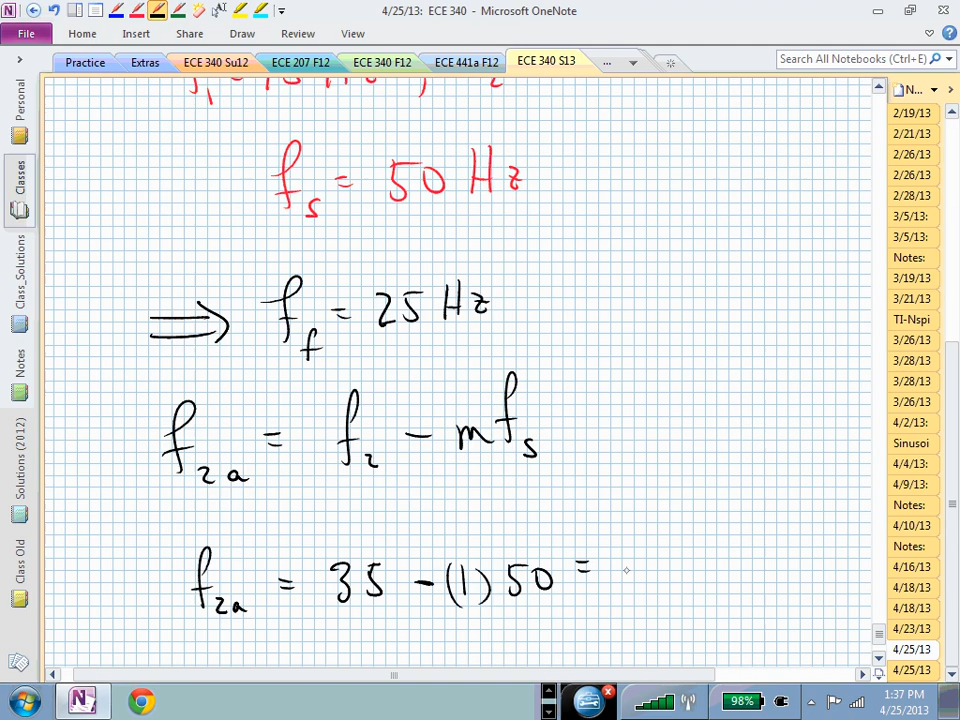 4/25/13: ECE 340 - Microsoft OneNote
File Home Insert Share Draw Review View
Practice Extras ECE 340 Su12 ECE 207 F12 ECE 340 F12 ECE 441a F12 ECE 340 S13 ... Search All Notebooks (Ctrl+E)
Personal
Classes
Class_Solutions
Notes
Solutions (2012)
Class Old
f_s = 50 Hz
⇒ f_f = 25 Hz
f_2a = f_2 - m f_s
f_2a = 35 - (1) 50 =
N...
2/19/13
2/21/13
2/26/13
2/26/13
2/28/13
3/5/13:
3/5/13:
Notes:
3/19/13
3/21/13
TI-Nspi
3/26/13
3/28/13
3/28/13
3/26/13
4/2/13:
Sinusoi
4/4/13:
4/9/13:
Notes:
4/10/13
Notes:
4/16/13
4/18/13
4/18/13
4/23/13
4/25/13
4/25/13
98%
1:37 PM
4/25/2013